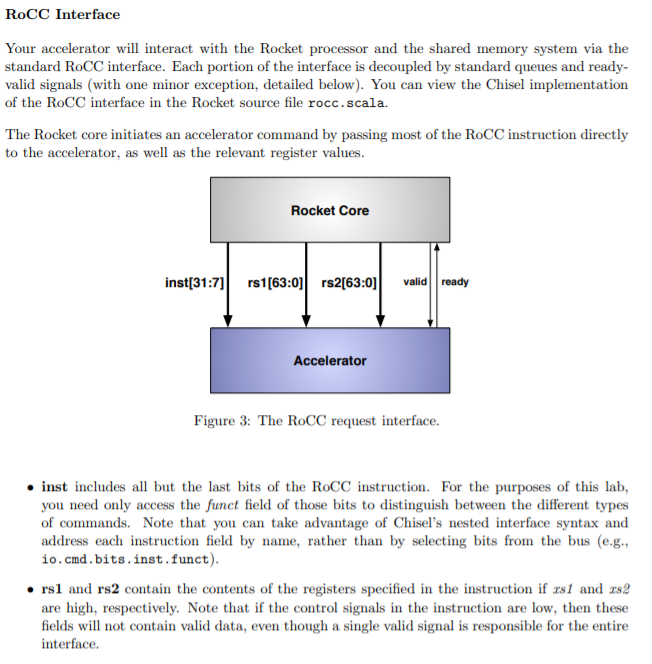 RoCC Interface
Your accelerator will interact with the Rocket processor and the shared memory system via the
standard RoCC interface. Each portion of the interface is decoupled by standard queues and ready-
valid signals (with one minor exception, detailed below). You can view the Chisel implementation
of the RoCC interface in the Rocket source file rocc.scala.
The Rocket core initiates an accelerator command by passing most of the RoCC instruction directly
to the accelerator, as well as the relevant register values.
Rocket Core
inst[31:7] rs1[63:0] rs2[63:0] valid ready
Accelerator
Figure 3: The RoCC request interface.
• inst includes all but the last bits of the RoCC instruction. For the purposes of this lab,
you need only access the funct field of those bits to distinguish between the different types
of commands. Note that you can take advantage of Chisel's nested interface syntax and
address each instruction field by name, rather than by selecting bits from the bus (e.g.,
io.cmd.bits.inst.funct).
• rs1 and rs2 contain the contents of the registers specified in the instruction if xs1 and xs2
are high, respectively. Note that if the control signals in the instruction are low, then these
fields will not contain valid data, even though a single valid signal is responsible for the entire
interface.